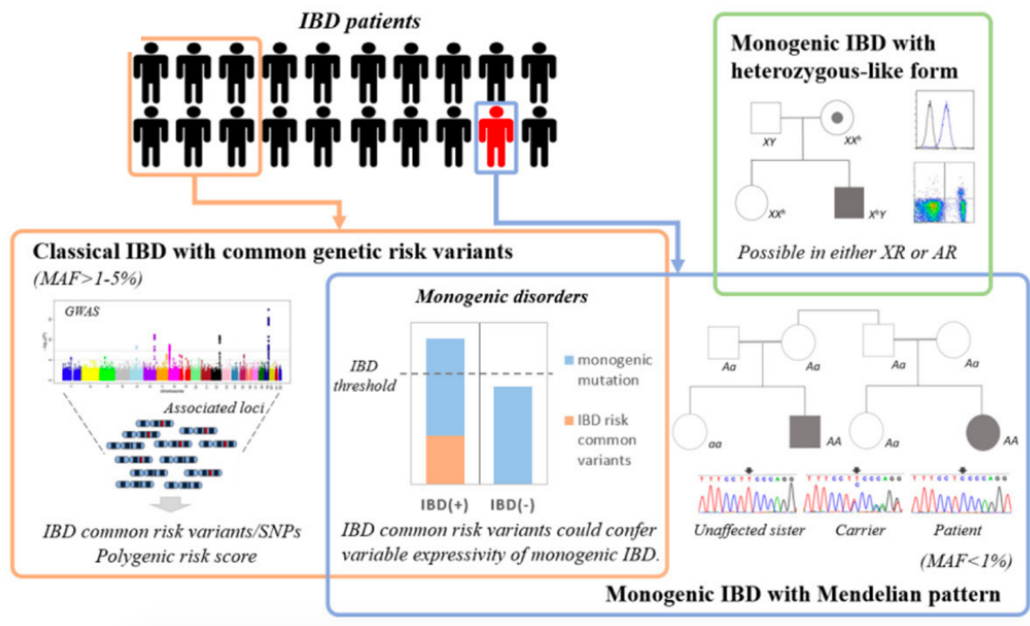 IBD patients
Monogenic IBD with
heterozygous-like form
XY
XXʰ
XXʰ
XʰY
Possible in either XR or AR
Classical IBD with common genetic risk variants
(MAF>1-5%)
GWAS
Associated loci
IBD common risk variants/SNPs
Polygenic risk score
Monogenic disorders
IBD
threshold
monogenic
mutation
IBD risk
common
variants
IBD(+)
IBD(-)
IBD common risk variants could confer
variable expressivity of monogenic IBD.
Aa
Aa
Aa
Aa
aa
AA
Aa
AA
Unaffected sister
Carrier
Patient
(MAF<1%)
Monogenic IBD with Mendelian pattern